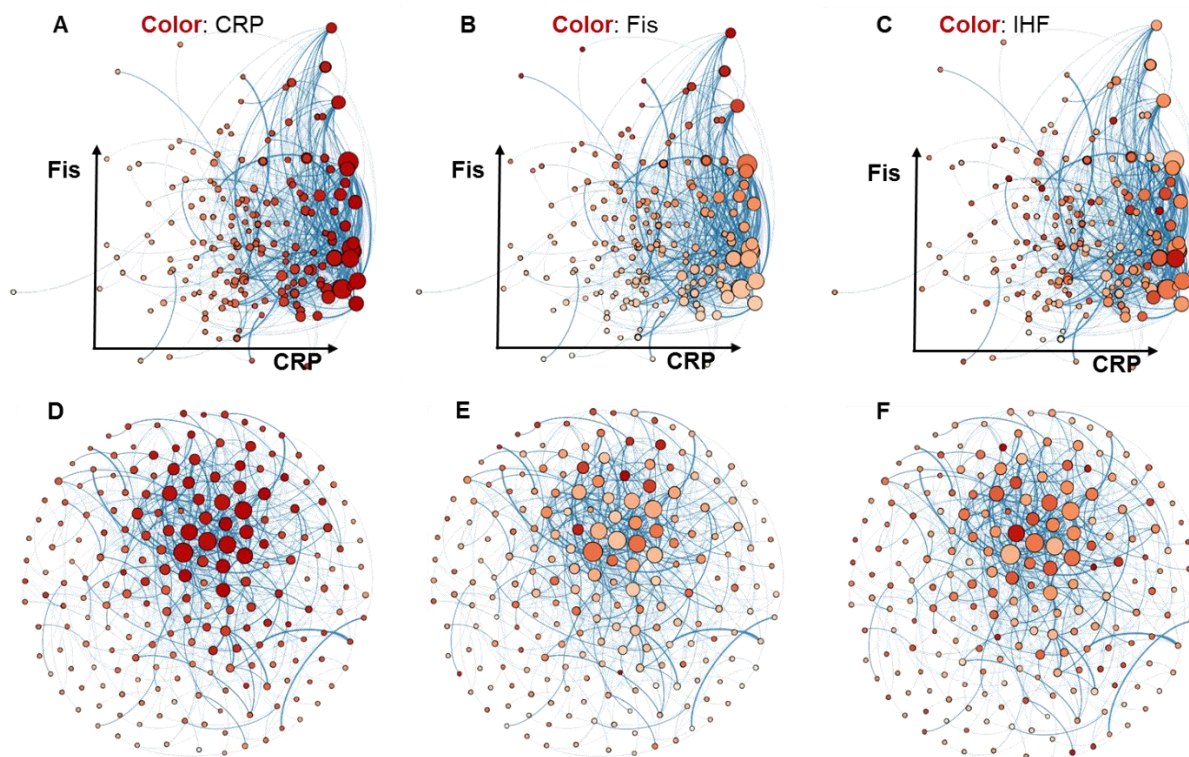 A Color: CRP
B Color: Fis
C Color: IHF
Fis
CRP
Fis
CRP
Fis
CRP
D
E
F